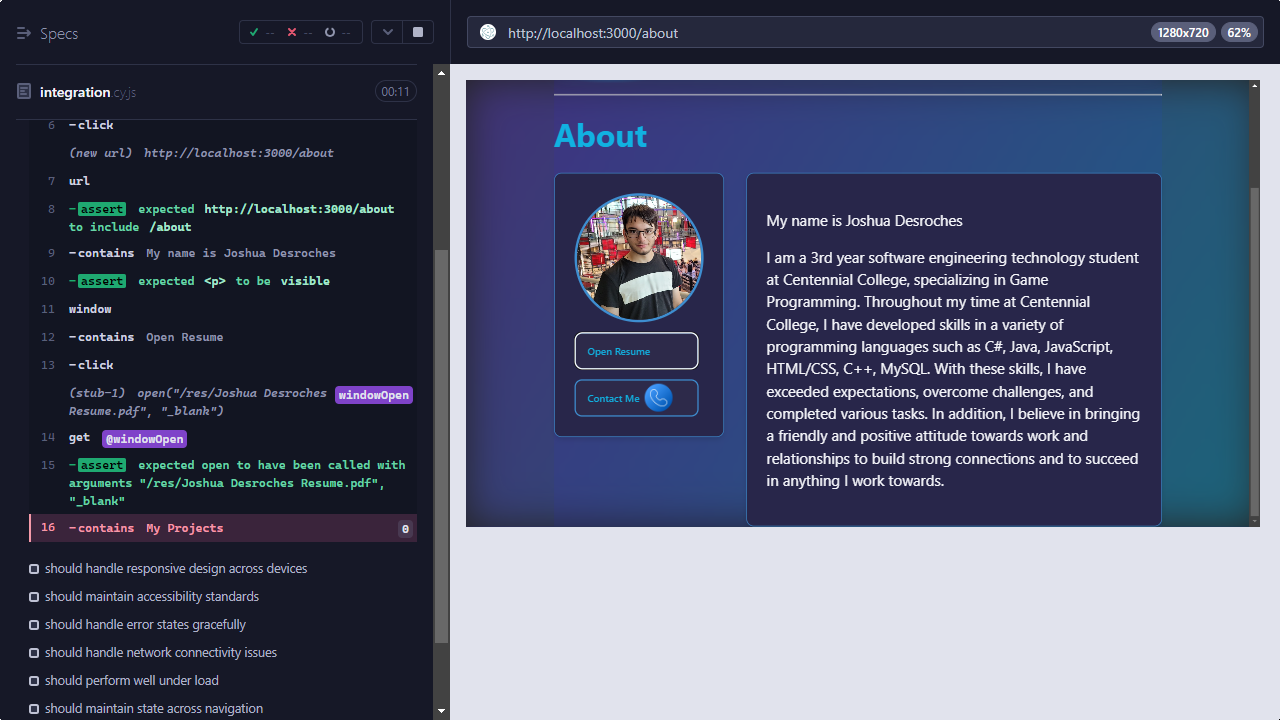 Specs
-- -- --
integration.cy.js
00:11
6 -click
(new url) http://localhost:3000/about
7 url
8 -assert expected http://localhost:3000/about
to include /about
9 -contains My name is Joshua Desroches
10 -assert expected <p> to be visible
11 window
12 -contains Open Resume
13 -click
(stub-1) open("/res/Joshua Desroches windowOpen
Resume.pdf", "_blank")
14 get @windowOpen
15 -assert expected open to have been called with
arguments "/res/Joshua Desroches Resume.pdf",
"_blank"
16 -contains My Projects 0
should handle responsive design across devices
should maintain accessibility standards
should handle error states gracefully
should handle network connectivity issues
should perform well under load
should maintain state across navigation
http://localhost:3000/about
1280x720
62%
About
Open Resume
Contact Me
My name is Joshua Desroches
I am a 3rd year software engineering technology student
at Centennial College, specializing in Game
Programming. Throughout my time at Centennial
College, I have developed skills in a variety of
programming languages such as C#, Java, JavaScript,
HTML/CSS, C++, MySQL. With these skills, I have
exceeded expectations, overcome challenges, and
completed various tasks. In addition, I believe in bringing
a friendly and positive attitude towards work and
relationships to build strong connections and to succeed
in anything I work towards.